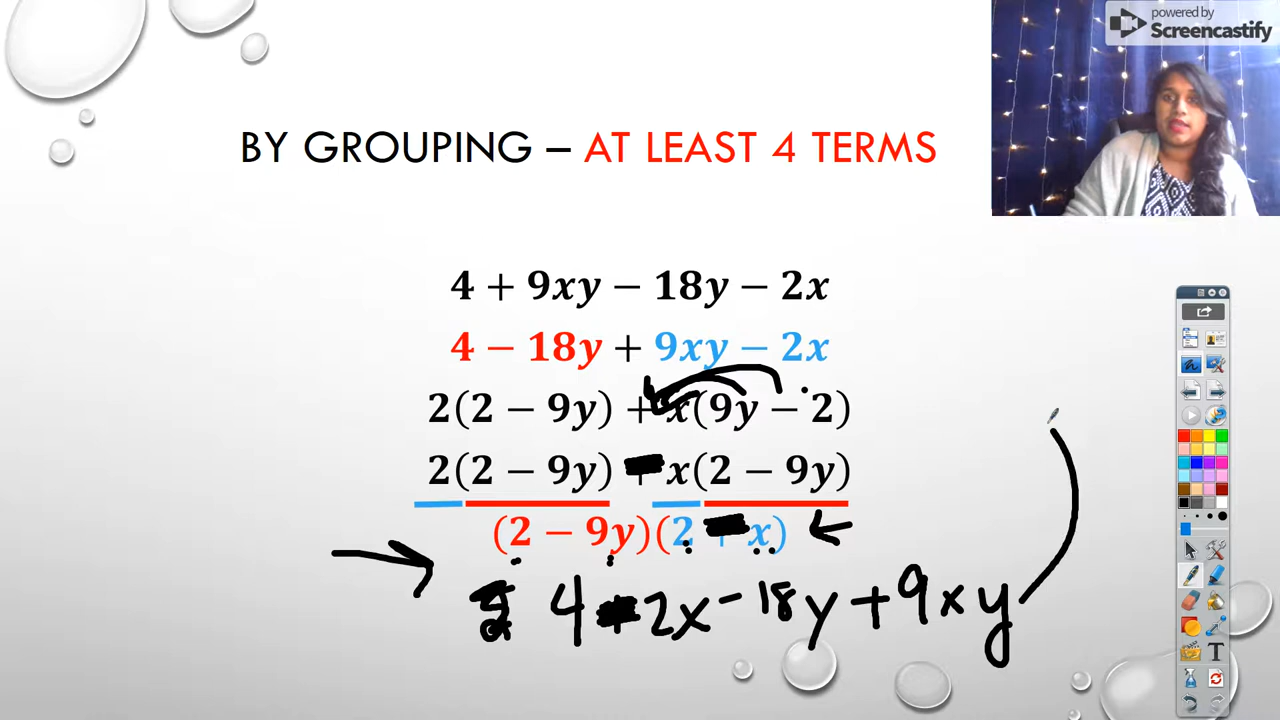 powered by
Screencastify
BY GROUPING – AT LEAST 4 TERMS
4 + 9xy − 18y − 2x
4 − 18y + 9xy − 2x
2(2 − 9y) + x(9y − 2)
2(2 − 9y) − x(2 − 9y)
(2 − 9y)(2 − x)
4 - 2x - 18y + 9xy